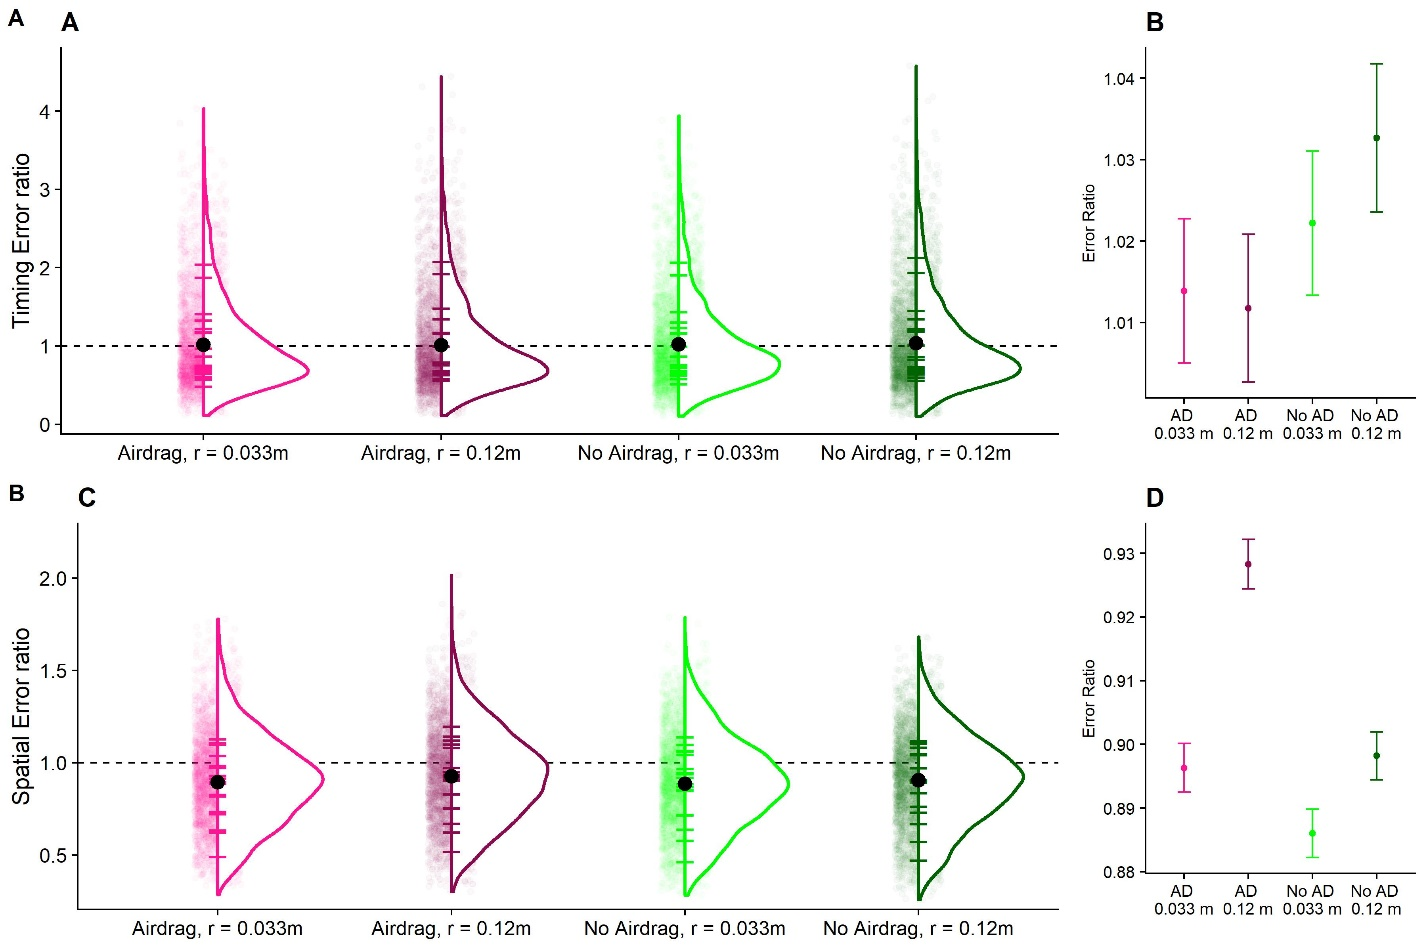 A
A
Timing Error ratio
4
3
2
1
0
Airdrag, r = 0.033m
Airdrag, r = 0.12m
No Airdrag, r = 0.033m
No Airdrag, r = 0.12m
B
Error Ratio
1.04
1.03
1.02
1.01
AD
0.033 m
AD
0.12 m
No AD
0.033 m
No AD
0.12 m
B
C
Spatial Error ratio
2.0
1.5
1.0
0.5
Airdrag, r = 0.033m
Airdrag, r = 0.12m
No Airdrag, r = 0.033m
No Airdrag, r = 0.12m
D
Error Ratio
0.93
0.92
0.91
0.90
0.89
0.88
AD
0.033 m
AD
0.12 m
No AD
0.033 m
No AD
0.12 m